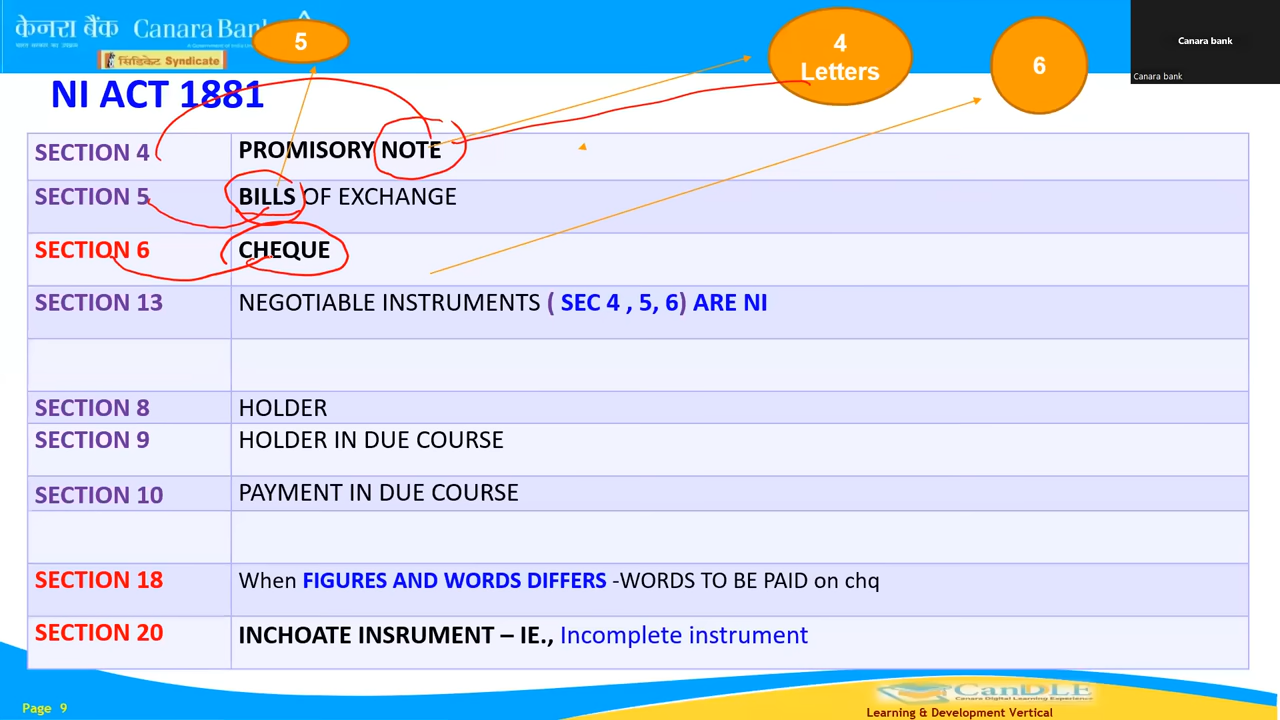 केनरा बैंक Canara Bank
सिंडिकेट Syndicate
5
4
Letters
6
Canara bank
Canara bank
NI ACT 1881
SECTION 4 PROMISORY NOTE
SECTION 5 BILLS OF EXCHANGE
SECTION 6 CHEQUE
SECTION 13 NEGOTIABLE INSTRUMENTS ( SEC 4 , 5, 6) ARE NI
SECTION 8 HOLDER
SECTION 9 HOLDER IN DUE COURSE
SECTION 10 PAYMENT IN DUE COURSE
SECTION 18 When FIGURES AND WORDS DIFFERS -WORDS TO BE PAID on chq
SECTION 20 INCHOATE INSRUMENT – IE., Incomplete instrument
CanDLE
Canara Digital Learning Experience
Page 9
Learning & Development Vertical